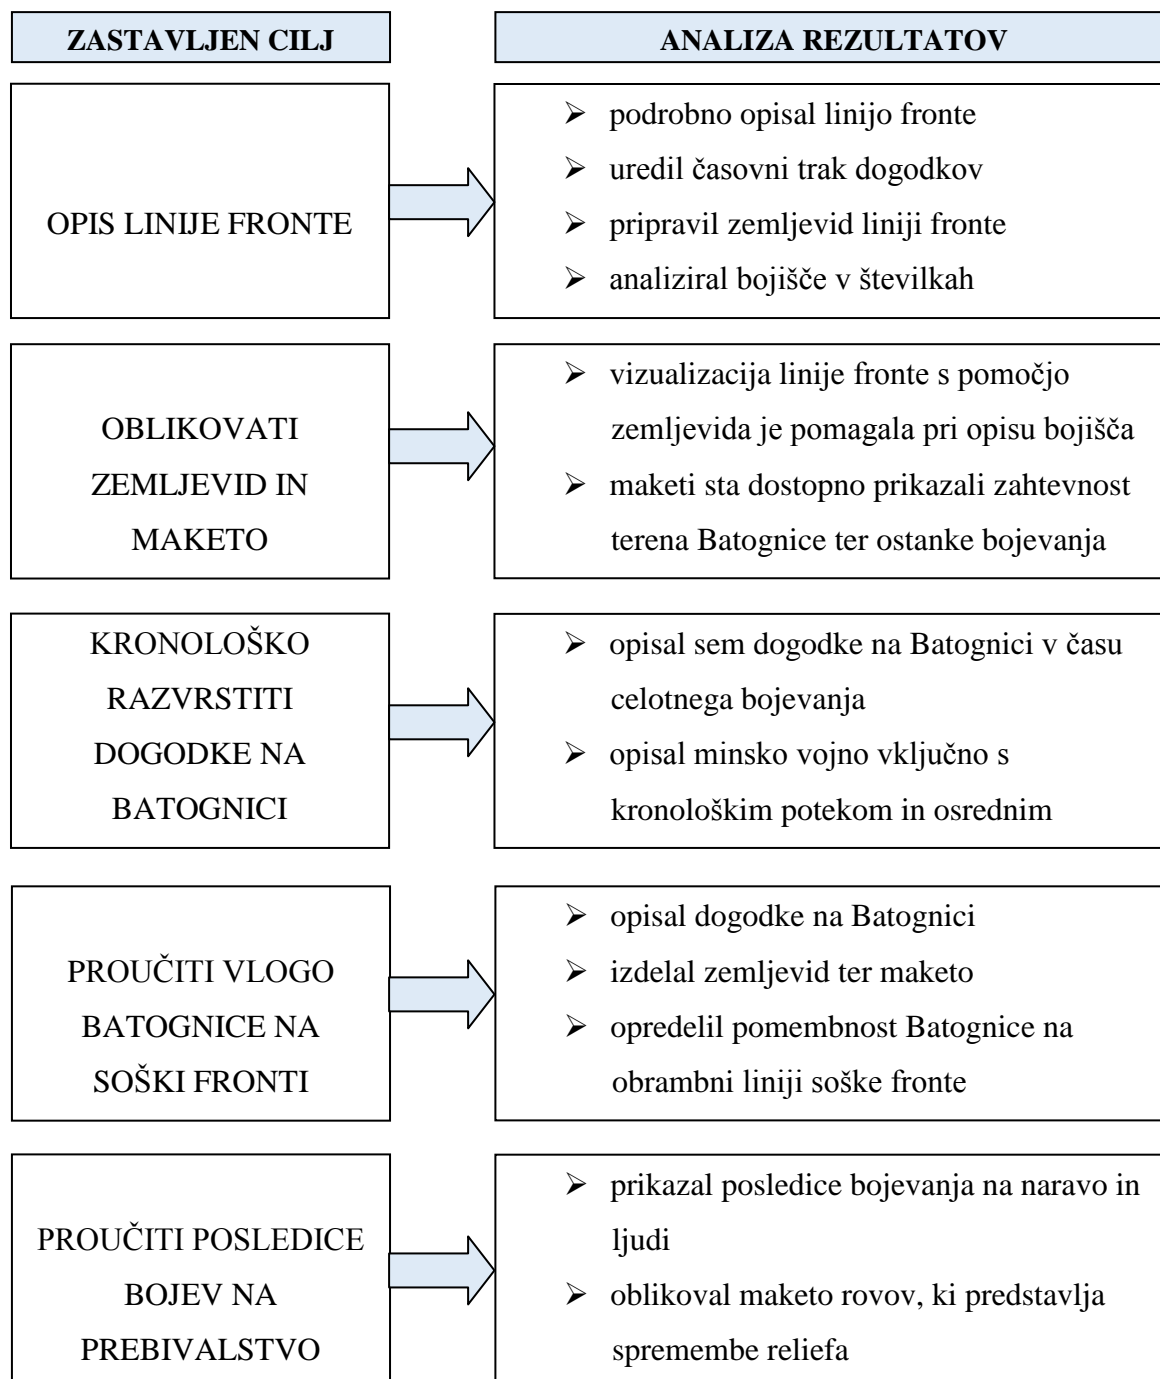 ZASTAVLJEN CILJ
ANALIZA REZULTATOV
OPIS LINIJE FRONTE
➢ podrobno opisal linijo fronte
➢ uredil časovni trak dogodkov
➢ pripravil zemljevid liniji fronte
➢ analiziral bojišče v številkah
OBLIKOVATI
ZEMLJEVID IN
MAKETO
➢ vizualizacija linije fronte s pomočjo
zemljevida je pomagala pri opisu bojišča
➢ maketi sta dostopno prikazali zahtevnost
terena Batognice ter ostanke bojevanja
KRONOLOŠKO
RAZVRSTITI
DOGODKE NA
BATOGNICI
➢ opisal sem dogodke na Batognici v času
celotnega bojevanja
➢ opisal minsko vojno vključno s
kronološkim potekom in osrednim
PROUČITI VLOGO
BATOGNICE NA
SOŠKI FRONTI
➢ opisal dogodke na Batognici
➢ izdelal zemljevid ter maketo
➢ opredelil pomembnost Batognice na
obrambni liniji soške fronte
PROUČITI POSLEDICE
BOJEV NA
PREBIVALSTVO
➢ prikazal posledice bojevanja na naravo in
ljudi
➢ oblikoval maketo rovov, ki predstavlja
spremembe reliefa